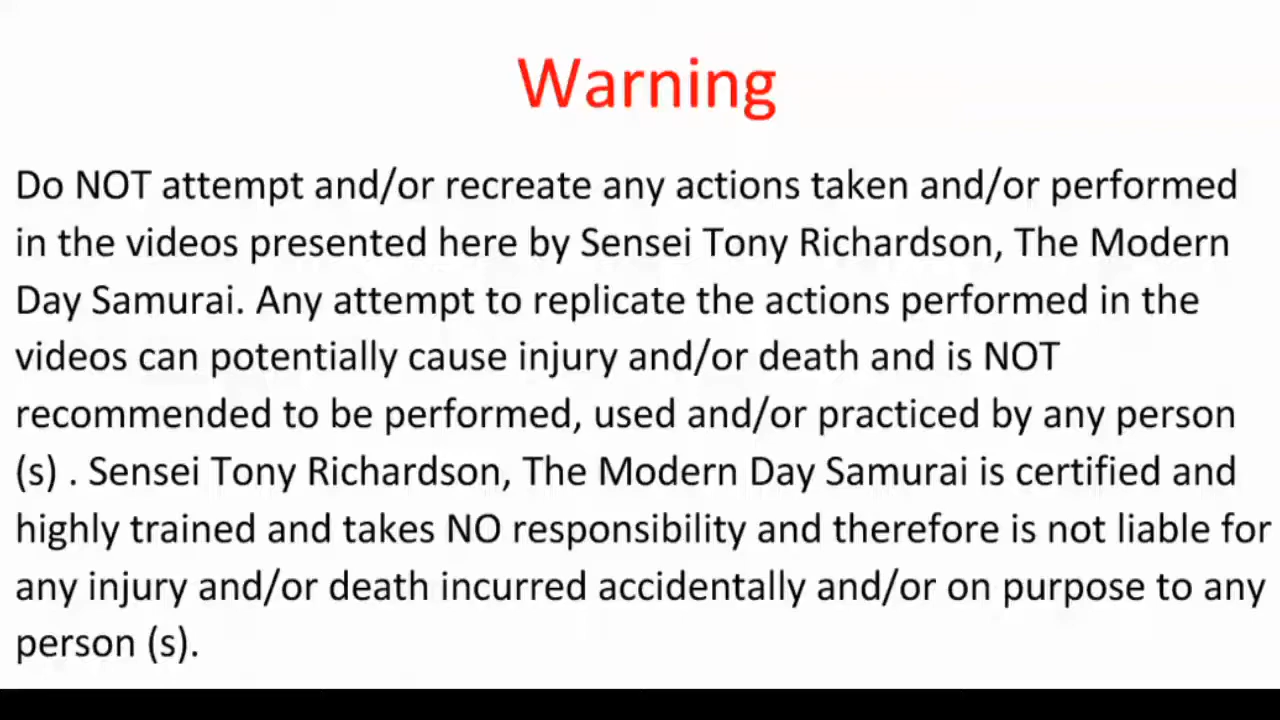 Warning
Do NOT attempt and/or recreate any actions taken and/or performed
in the videos presented here by Sensei Tony Richardson, The Modern
Day Samurai. Any attempt to replicate the actions performed in the
videos can potentially cause injury and/or death and is NOT
recommended to be performed, used and/or practiced by any person
(s) . Sensei Tony Richardson, The Modern Day Samurai is certified and
highly trained and takes NO responsibility and therefore is not liable for
any injury and/or death incurred accidentally and/or on purpose to any
person (s).